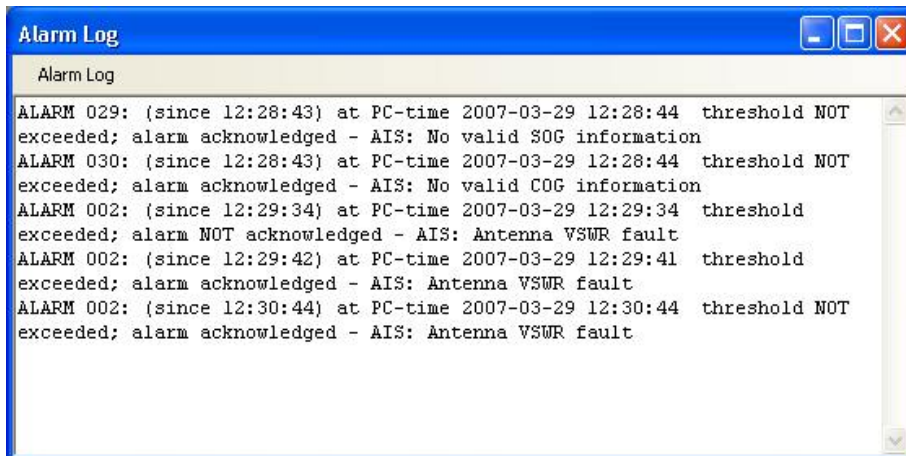 Alarm Log
Alarm Log
ALARM 029: (since 12:28:43) at PC-time 2007-03-29 12:28:44  threshold NOT
exceeded; alarm acknowledged - AIS: No valid SOG information
ALARM 030: (since 12:28:43) at PC-time 2007-03-29 12:28:44  threshold NOT
exceeded; alarm acknowledged - AIS: No valid COG information
ALARM 002: (since 12:29:34) at PC-time 2007-03-29 12:29:34  threshold
exceeded; alarm NOT acknowledged - AIS: Antenna VSWR fault
ALARM 002: (since 12:29:42) at PC-time 2007-03-29 12:29:41  threshold
exceeded; alarm acknowledged - AIS: Antenna VSWR fault
ALARM 002: (since 12:30:44) at PC-time 2007-03-29 12:30:44  threshold NOT
exceeded; alarm acknowledged - AIS: Antenna VSWR fault